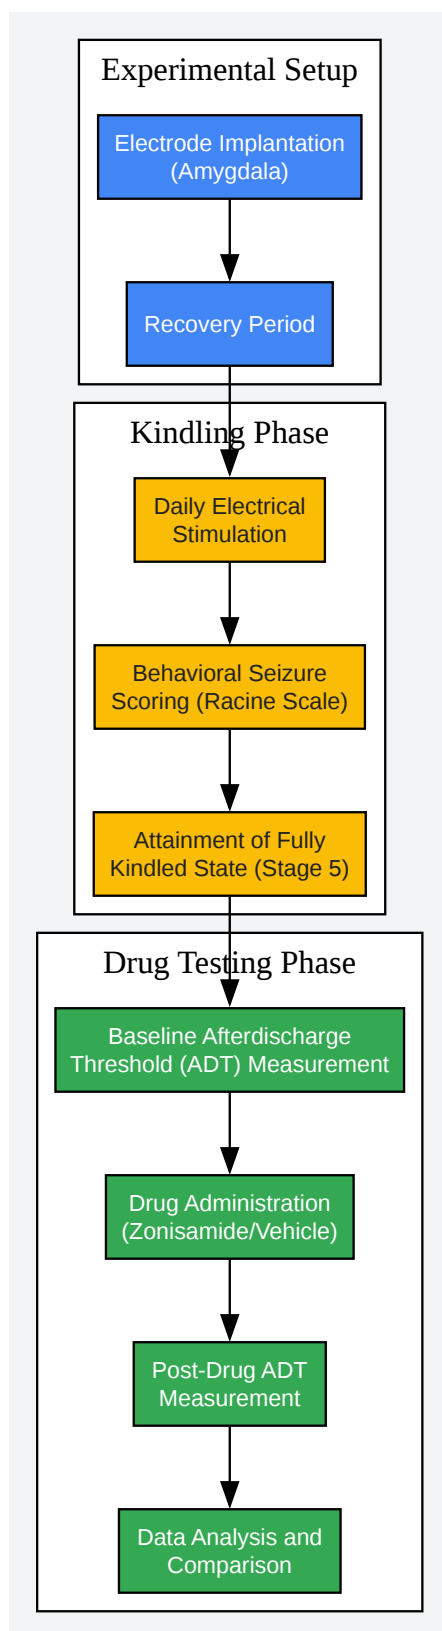 Experimental Setup
Electrode Implantation
(Amygdala)
Recovery Period
Kindling Phase
Daily Electrical
Stimulation
Behavioral Seizure
Scoring (Racine Scale)
Attainment of Fully
Kindled State (Stage 5)
Drug Testing Phase
Baseline Afterdischarge
Threshold (ADT) Measurement
Drug Administration
(Zonisamide/Vehicle)
Post-Drug ADT
Measurement
Data Analysis and
Comparison